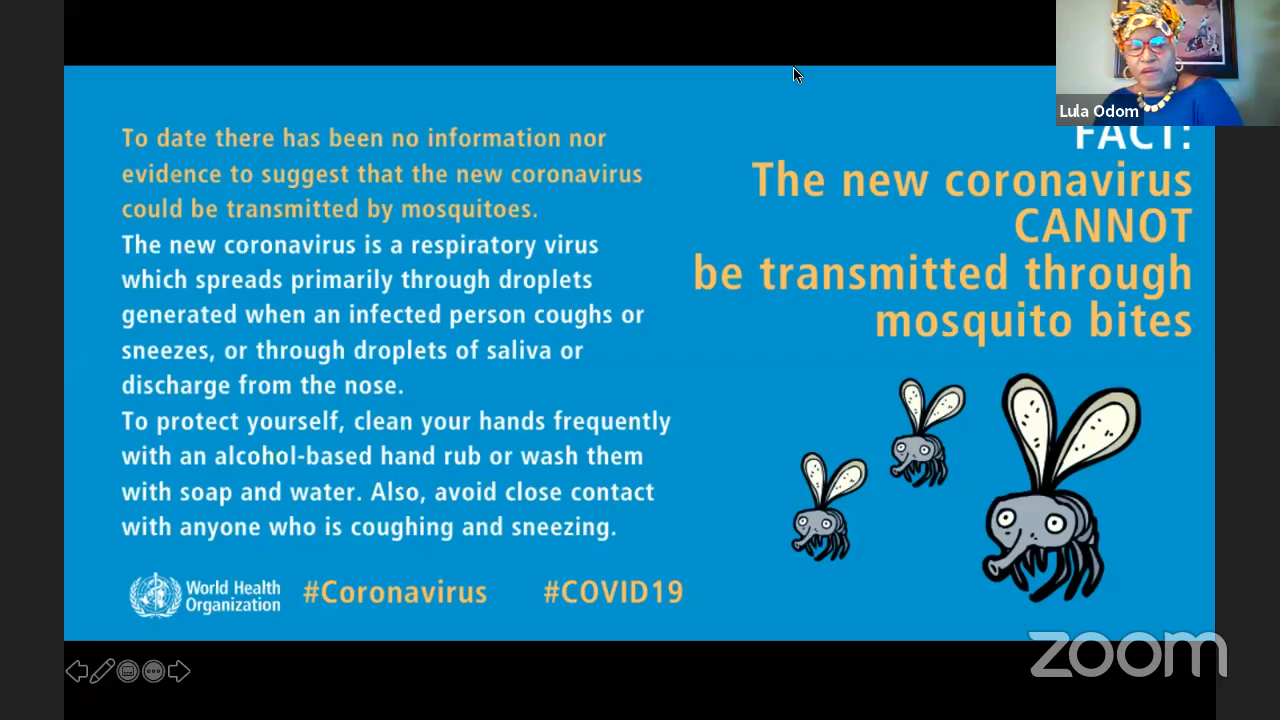 Lula Odom
To date there has been no information nor
evidence to suggest that the new coronavirus
could be transmitted by mosquitoes.
The new coronavirus is a respiratory virus
which spreads primarily through droplets
generated when an infected person coughs or
sneezes, or through droplets of saliva or
discharge from the nose.
To protect yourself, clean your hands frequently
with an alcohol-based hand rub or wash them
with soap and water. Also, avoid close contact
with anyone who is coughing and sneezing.
FACT:
The new coronavirus
CANNOT
be transmitted through
mosquito bites
World Health
Organization
#Coronavirus #COVID19
zoom